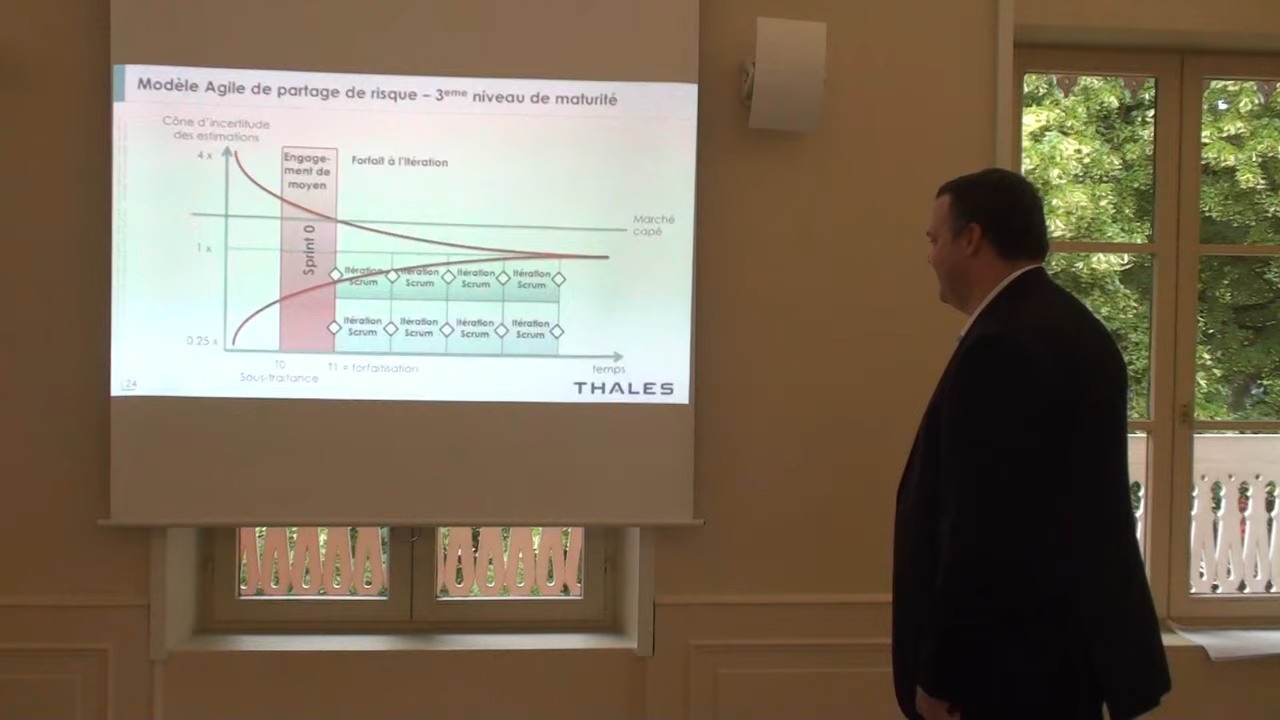 Modèle Agile de partage de risque – 3eme niveau de maturité
Cône d'incertitude
des estimations
4 x
Engage-
ment de
moyen
Forfait à l'Itération
Sprint 0
Marché
capé
1 x
Itération
Scrum
Itération
Scrum
Itération
Scrum
Itération
Scrum
Itération
Scrum
Itération
Scrum
Itération
Scrum
Itération
Scrum
0.25 x
T0
Sous-traitance
T1 = forfaitisation
temps
24
THALES